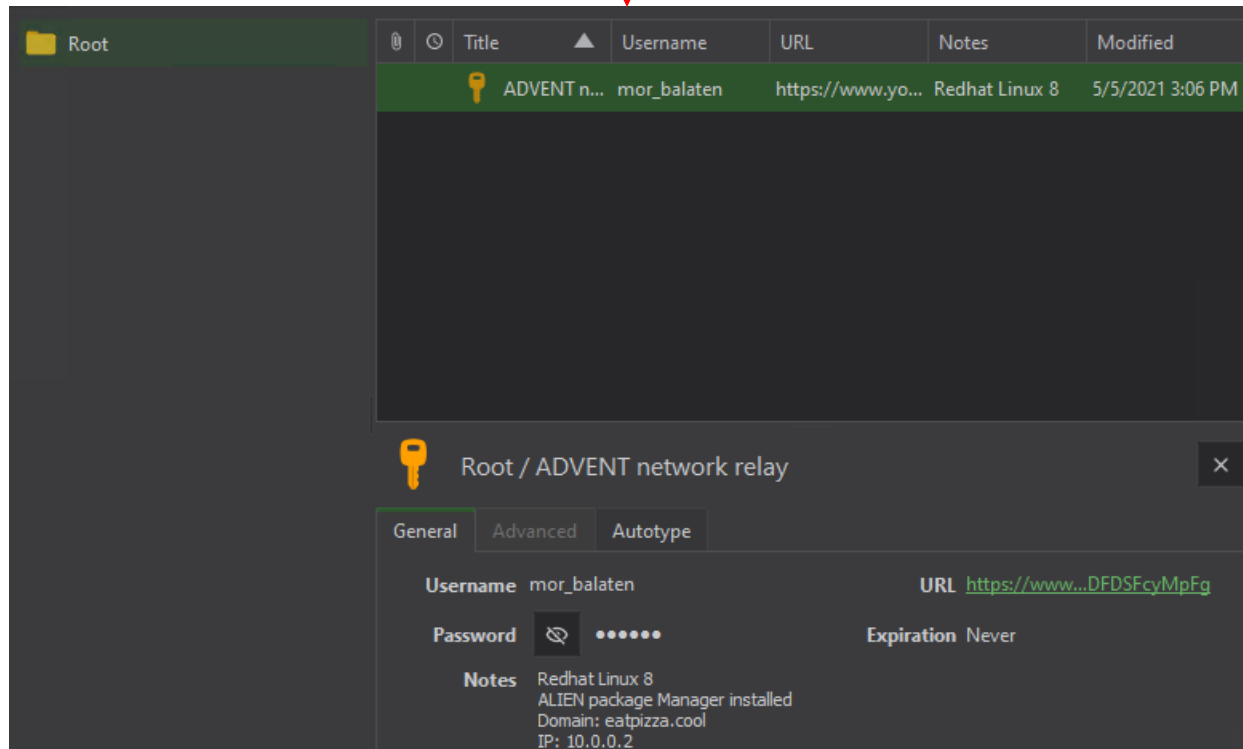 Root
Title Username URL Notes Modified
ADVENT n... mor_balaten https://www.yo... Redhat Linux 8 5/5/2021 3:06 PM
Root / ADVENT network relay
General Advanced Autotype
Username mor_balaten URL https://www...DFDSFcyMpFg
Password ●●●●●● Expiration Never
Notes Redhat Linux 8
ALIEN package Manager installed
Domain: eatpizza.cool
IP: 10.0.0.2